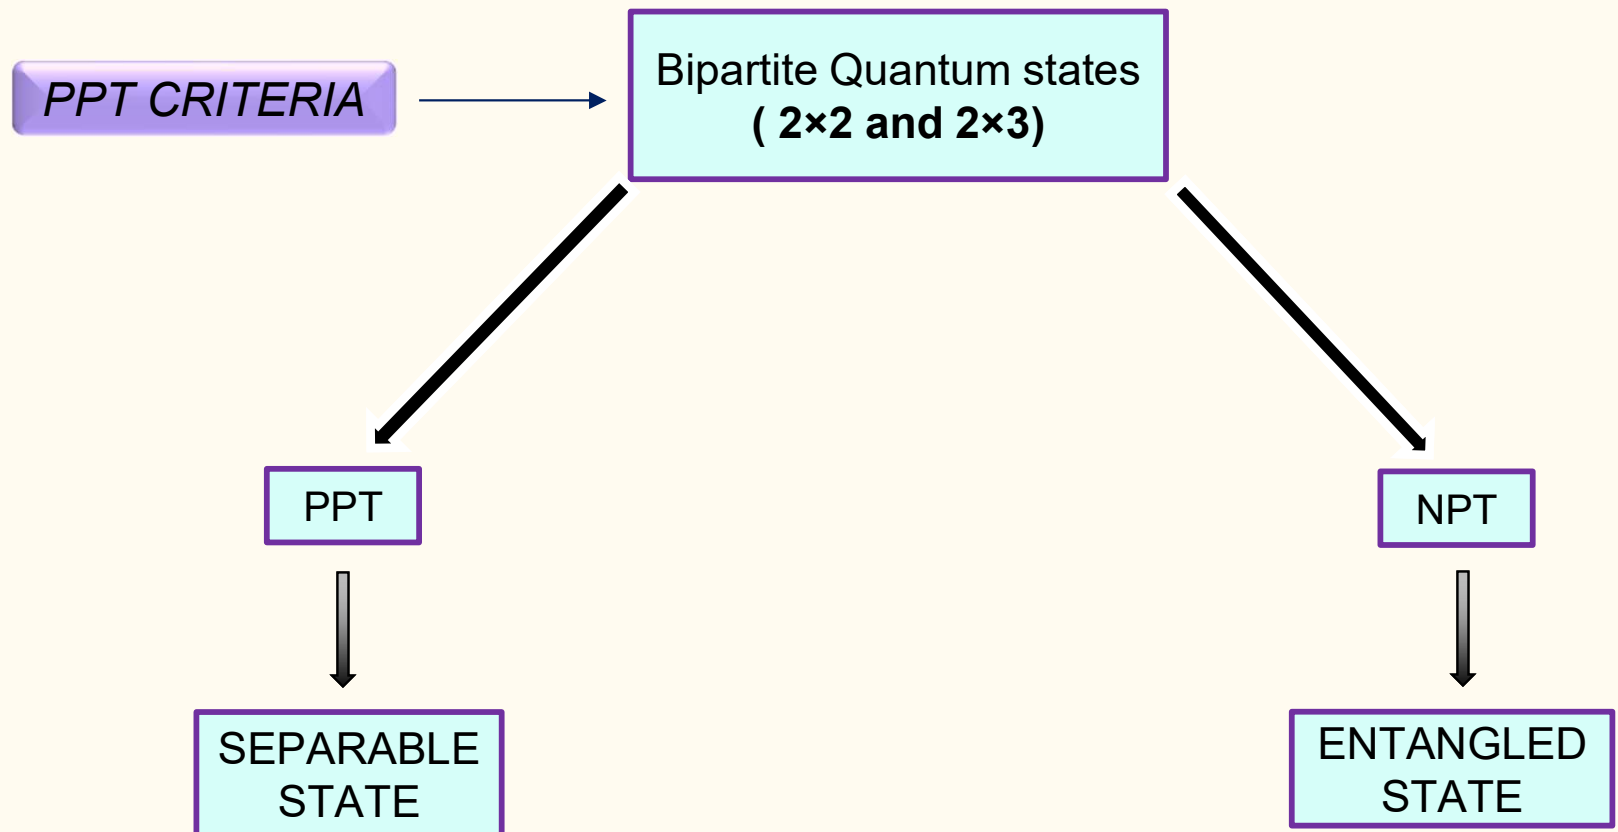 PPT CRITERIA
Bipartite Quantum states
( 2×2 and 2×3)
PPT
NPT
SEPARABLE
STATE
ENTANGLED
STATE